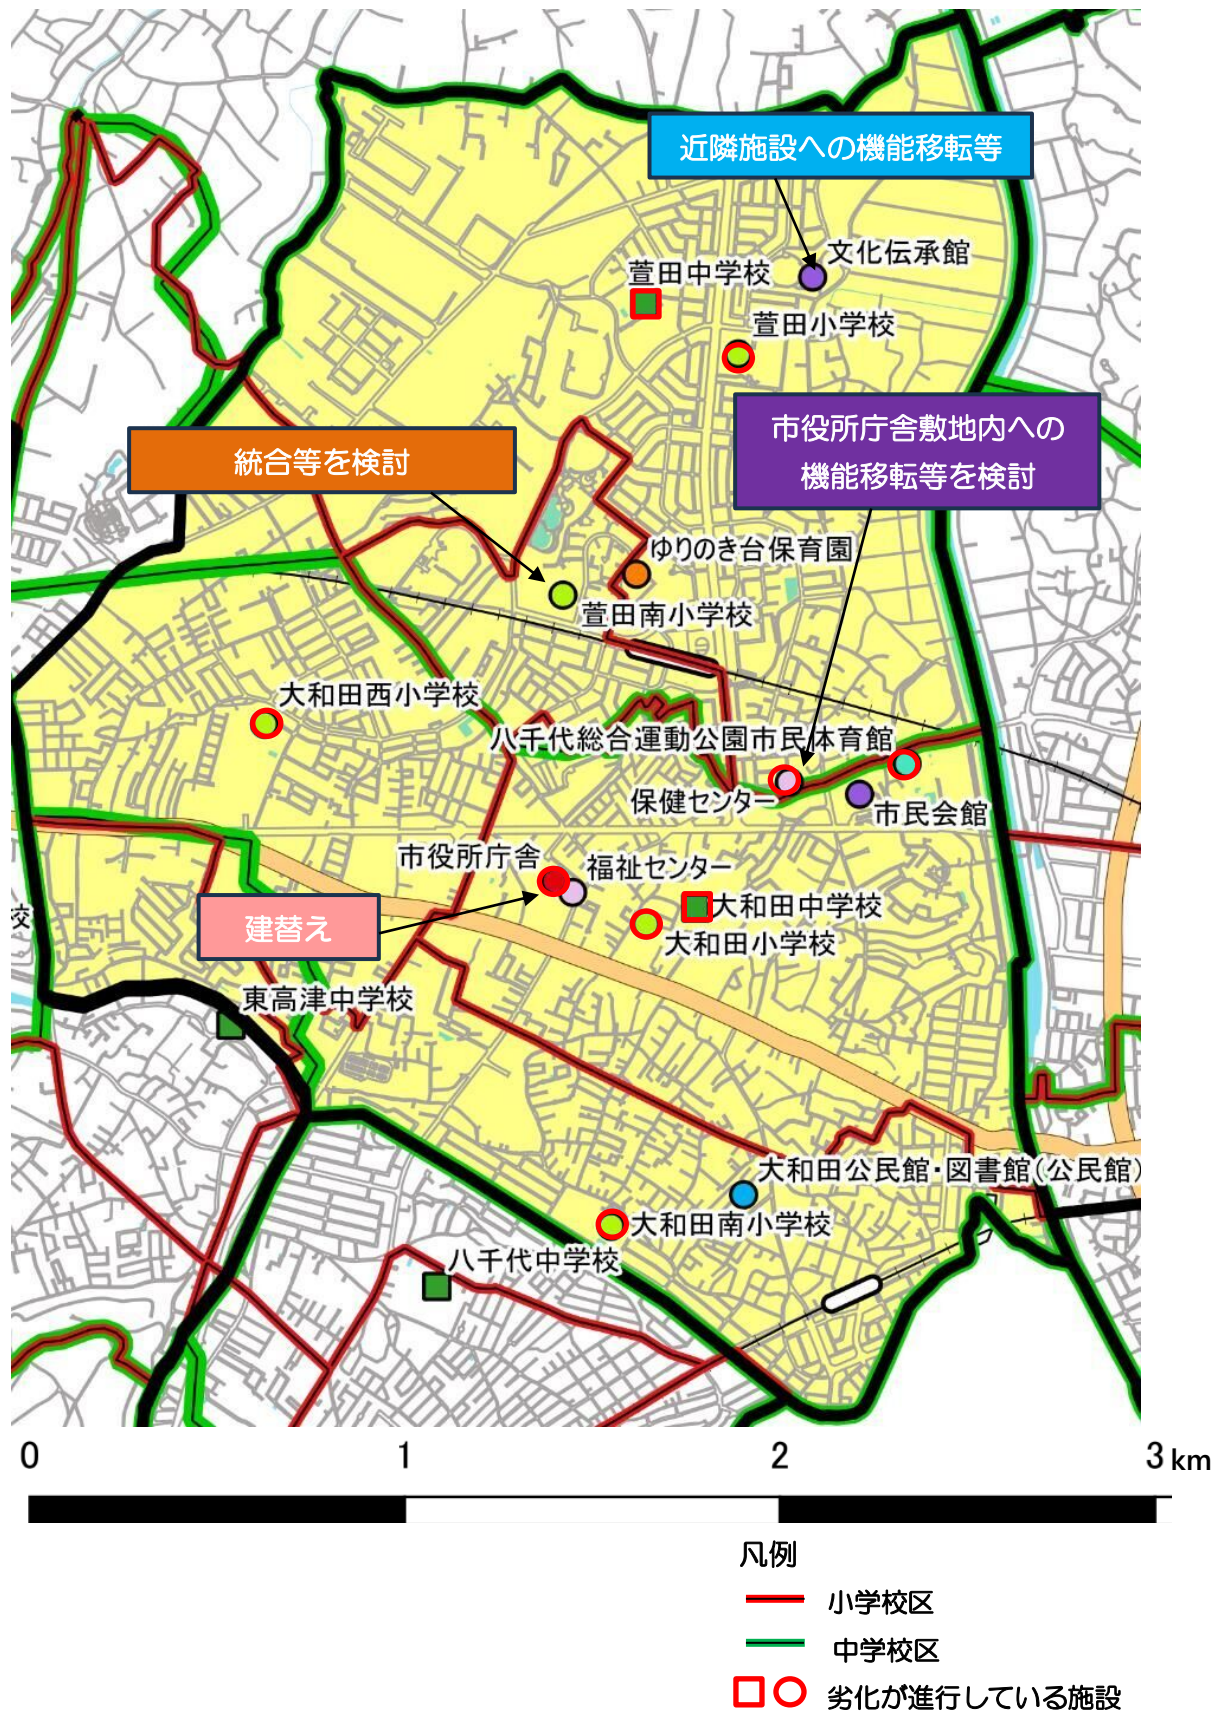 近隣施設への機能移転等
文化伝承館
萱田中学校
萱田小学校
市役所庁舎敷地内への
機能移転等を検討
統合等を検討
ゆりのき台保育園
萱田南小学校
大和田西小学校
八千代総合運動公園市民体育館
保健センター
市民会館
市役所庁舎
福祉センター
大和田中学校
校
建替え
大和田小学校
東高津中学校
大和田公民館・図書館(公民館)
大和田南小学校
八千代中学校
0 1 2 3 km
凡例
小学校区
中学校区
劣化が進行している施設